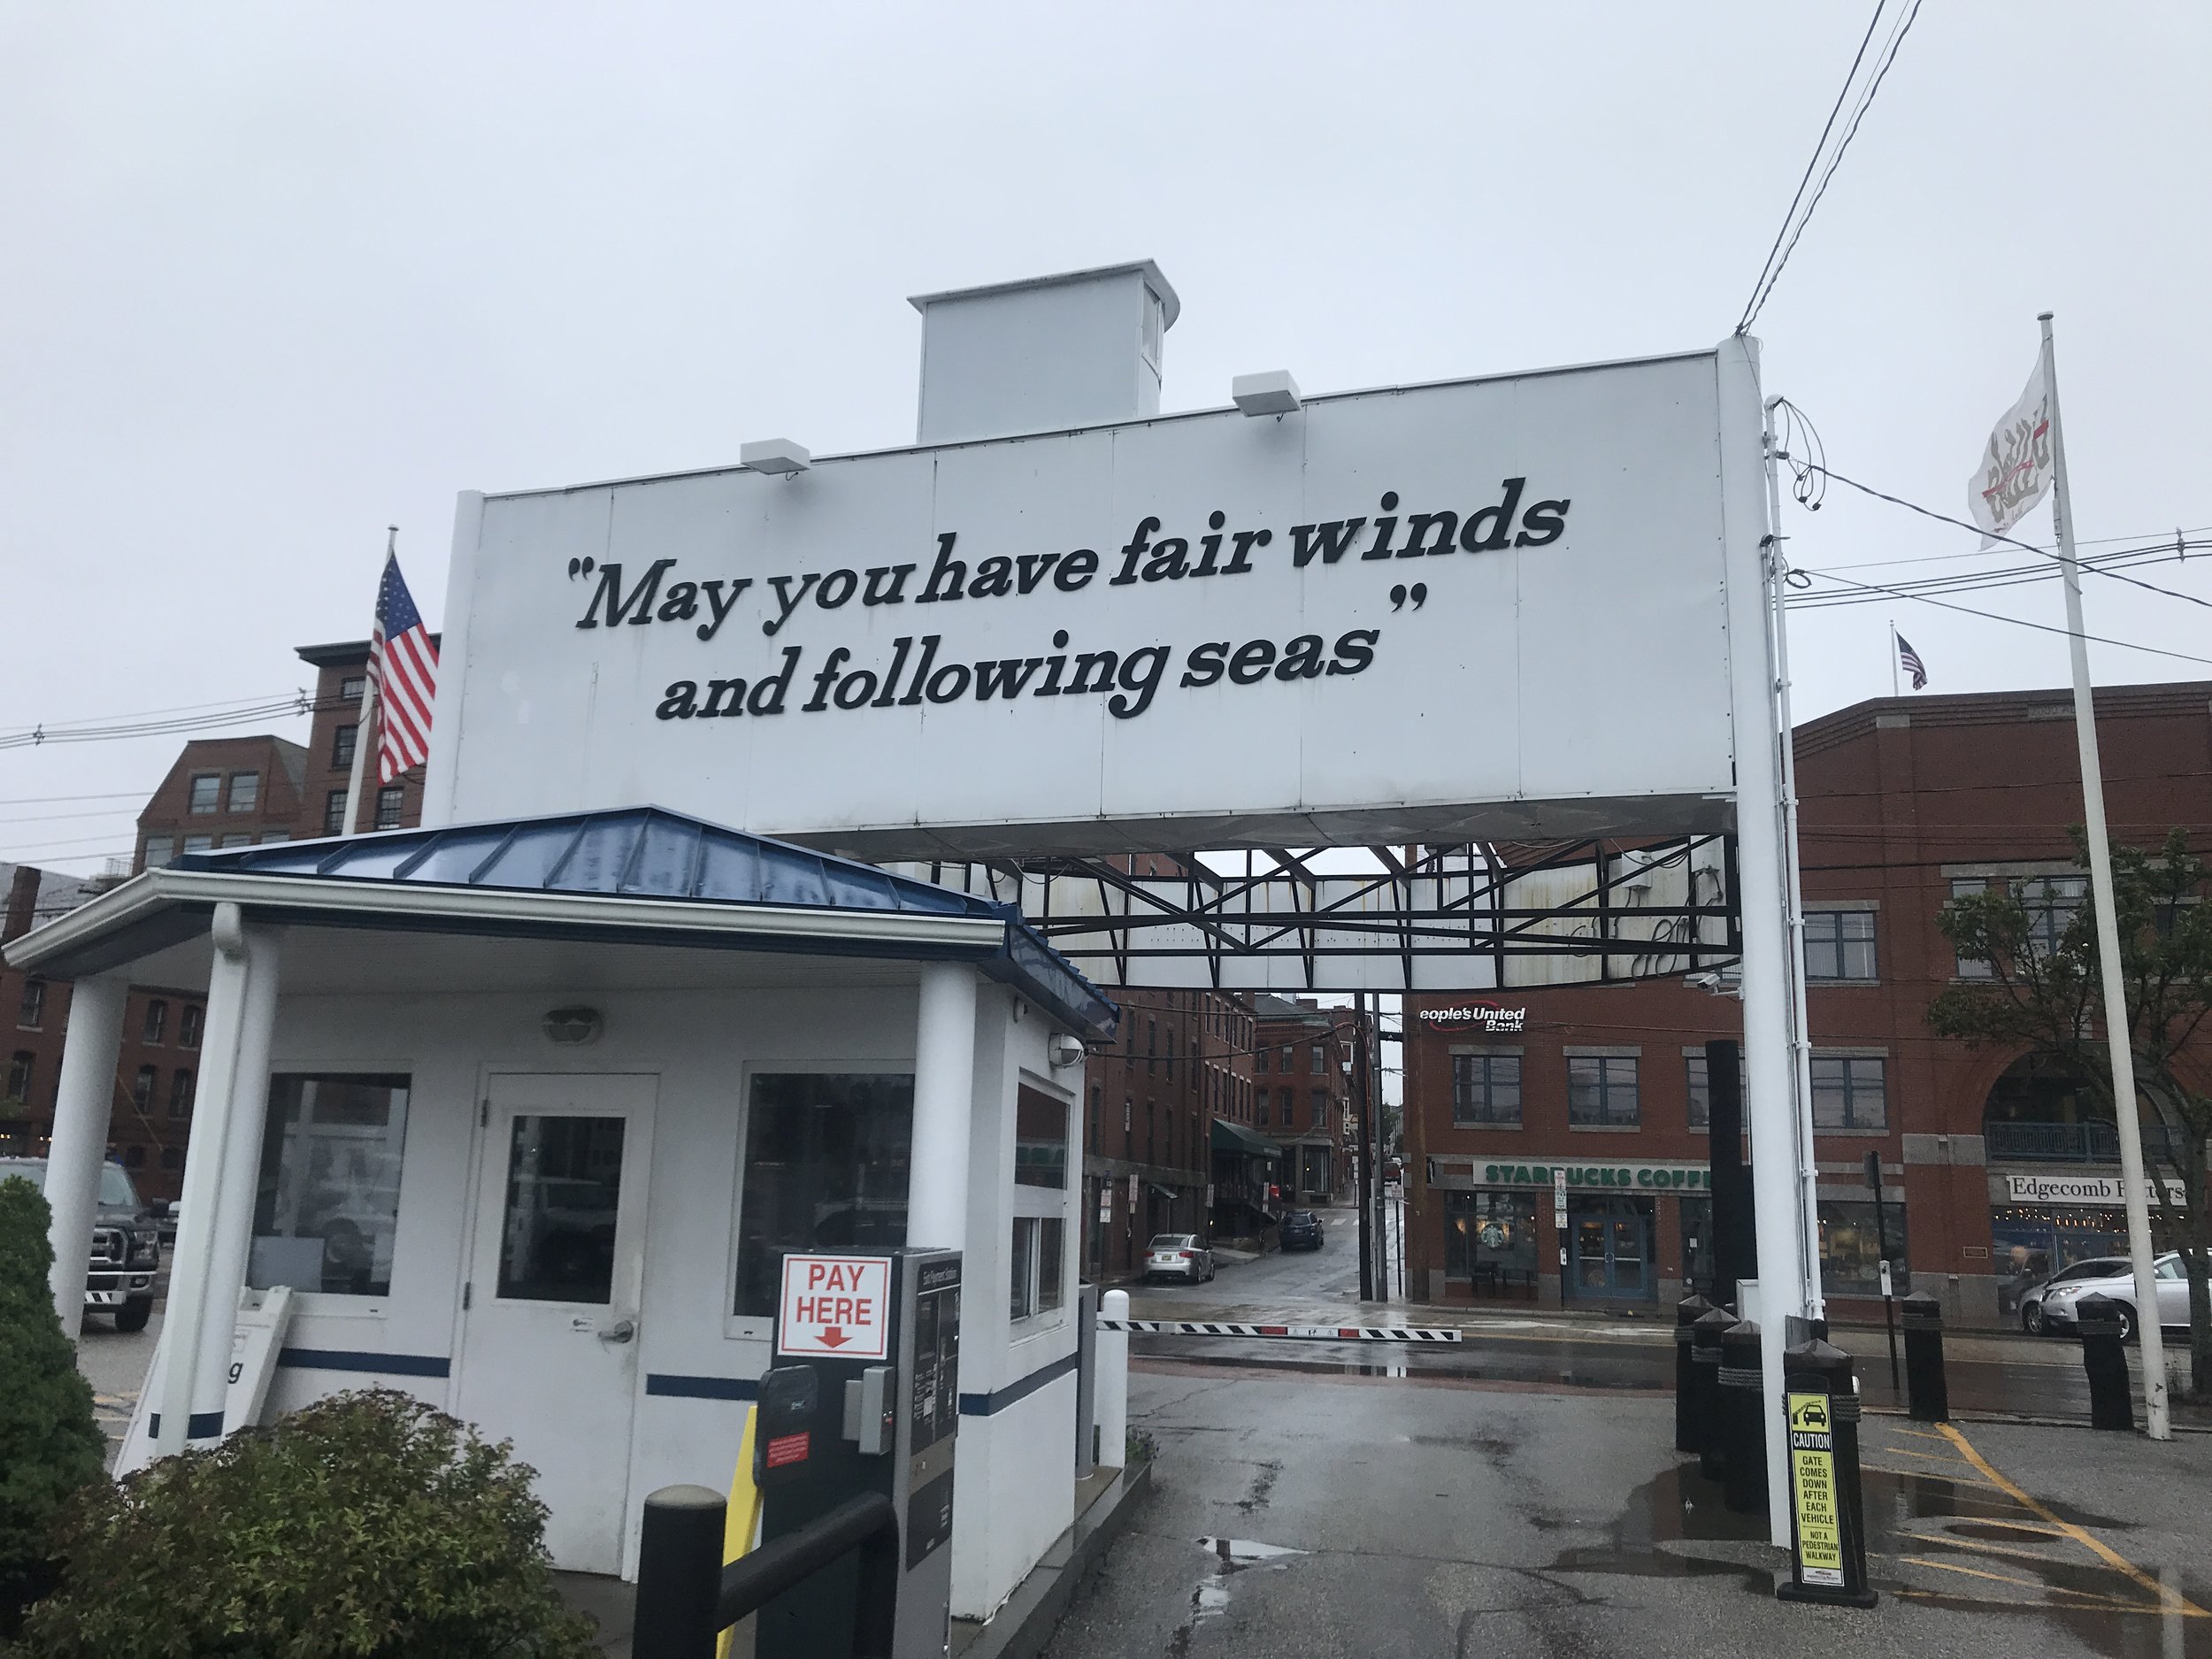 "May you have fair winds
and following seas"
eople's United
Bank
STARBUCKS COFF
Edgecomb
PAY
HERE
g
CAUTION
GATE
COMES
DOWN
AFTER
EACH
VEHICLE
NOT A
PEDESTRIAN
WALKWAY